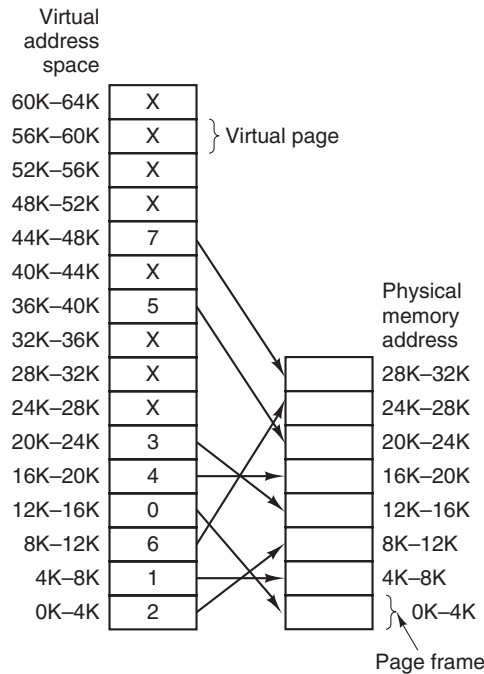 Virtual
address
space
60K–64K X
56K–60K X Virtual page
52K–56K X
48K–52K X
44K–48K 7
40K–44K X
36K–40K 5
32K–36K X
28K–32K X
24K–28K X
20K–24K 3
16K–20K 4
12K–16K 0
8K–12K 6
4K–8K 1
0K–4K 2
Physical
memory
address
28K–32K
24K–28K
20K–24K
16K–20K
12K–16K
8K–12K
4K–8K
0K–4K
Page frame